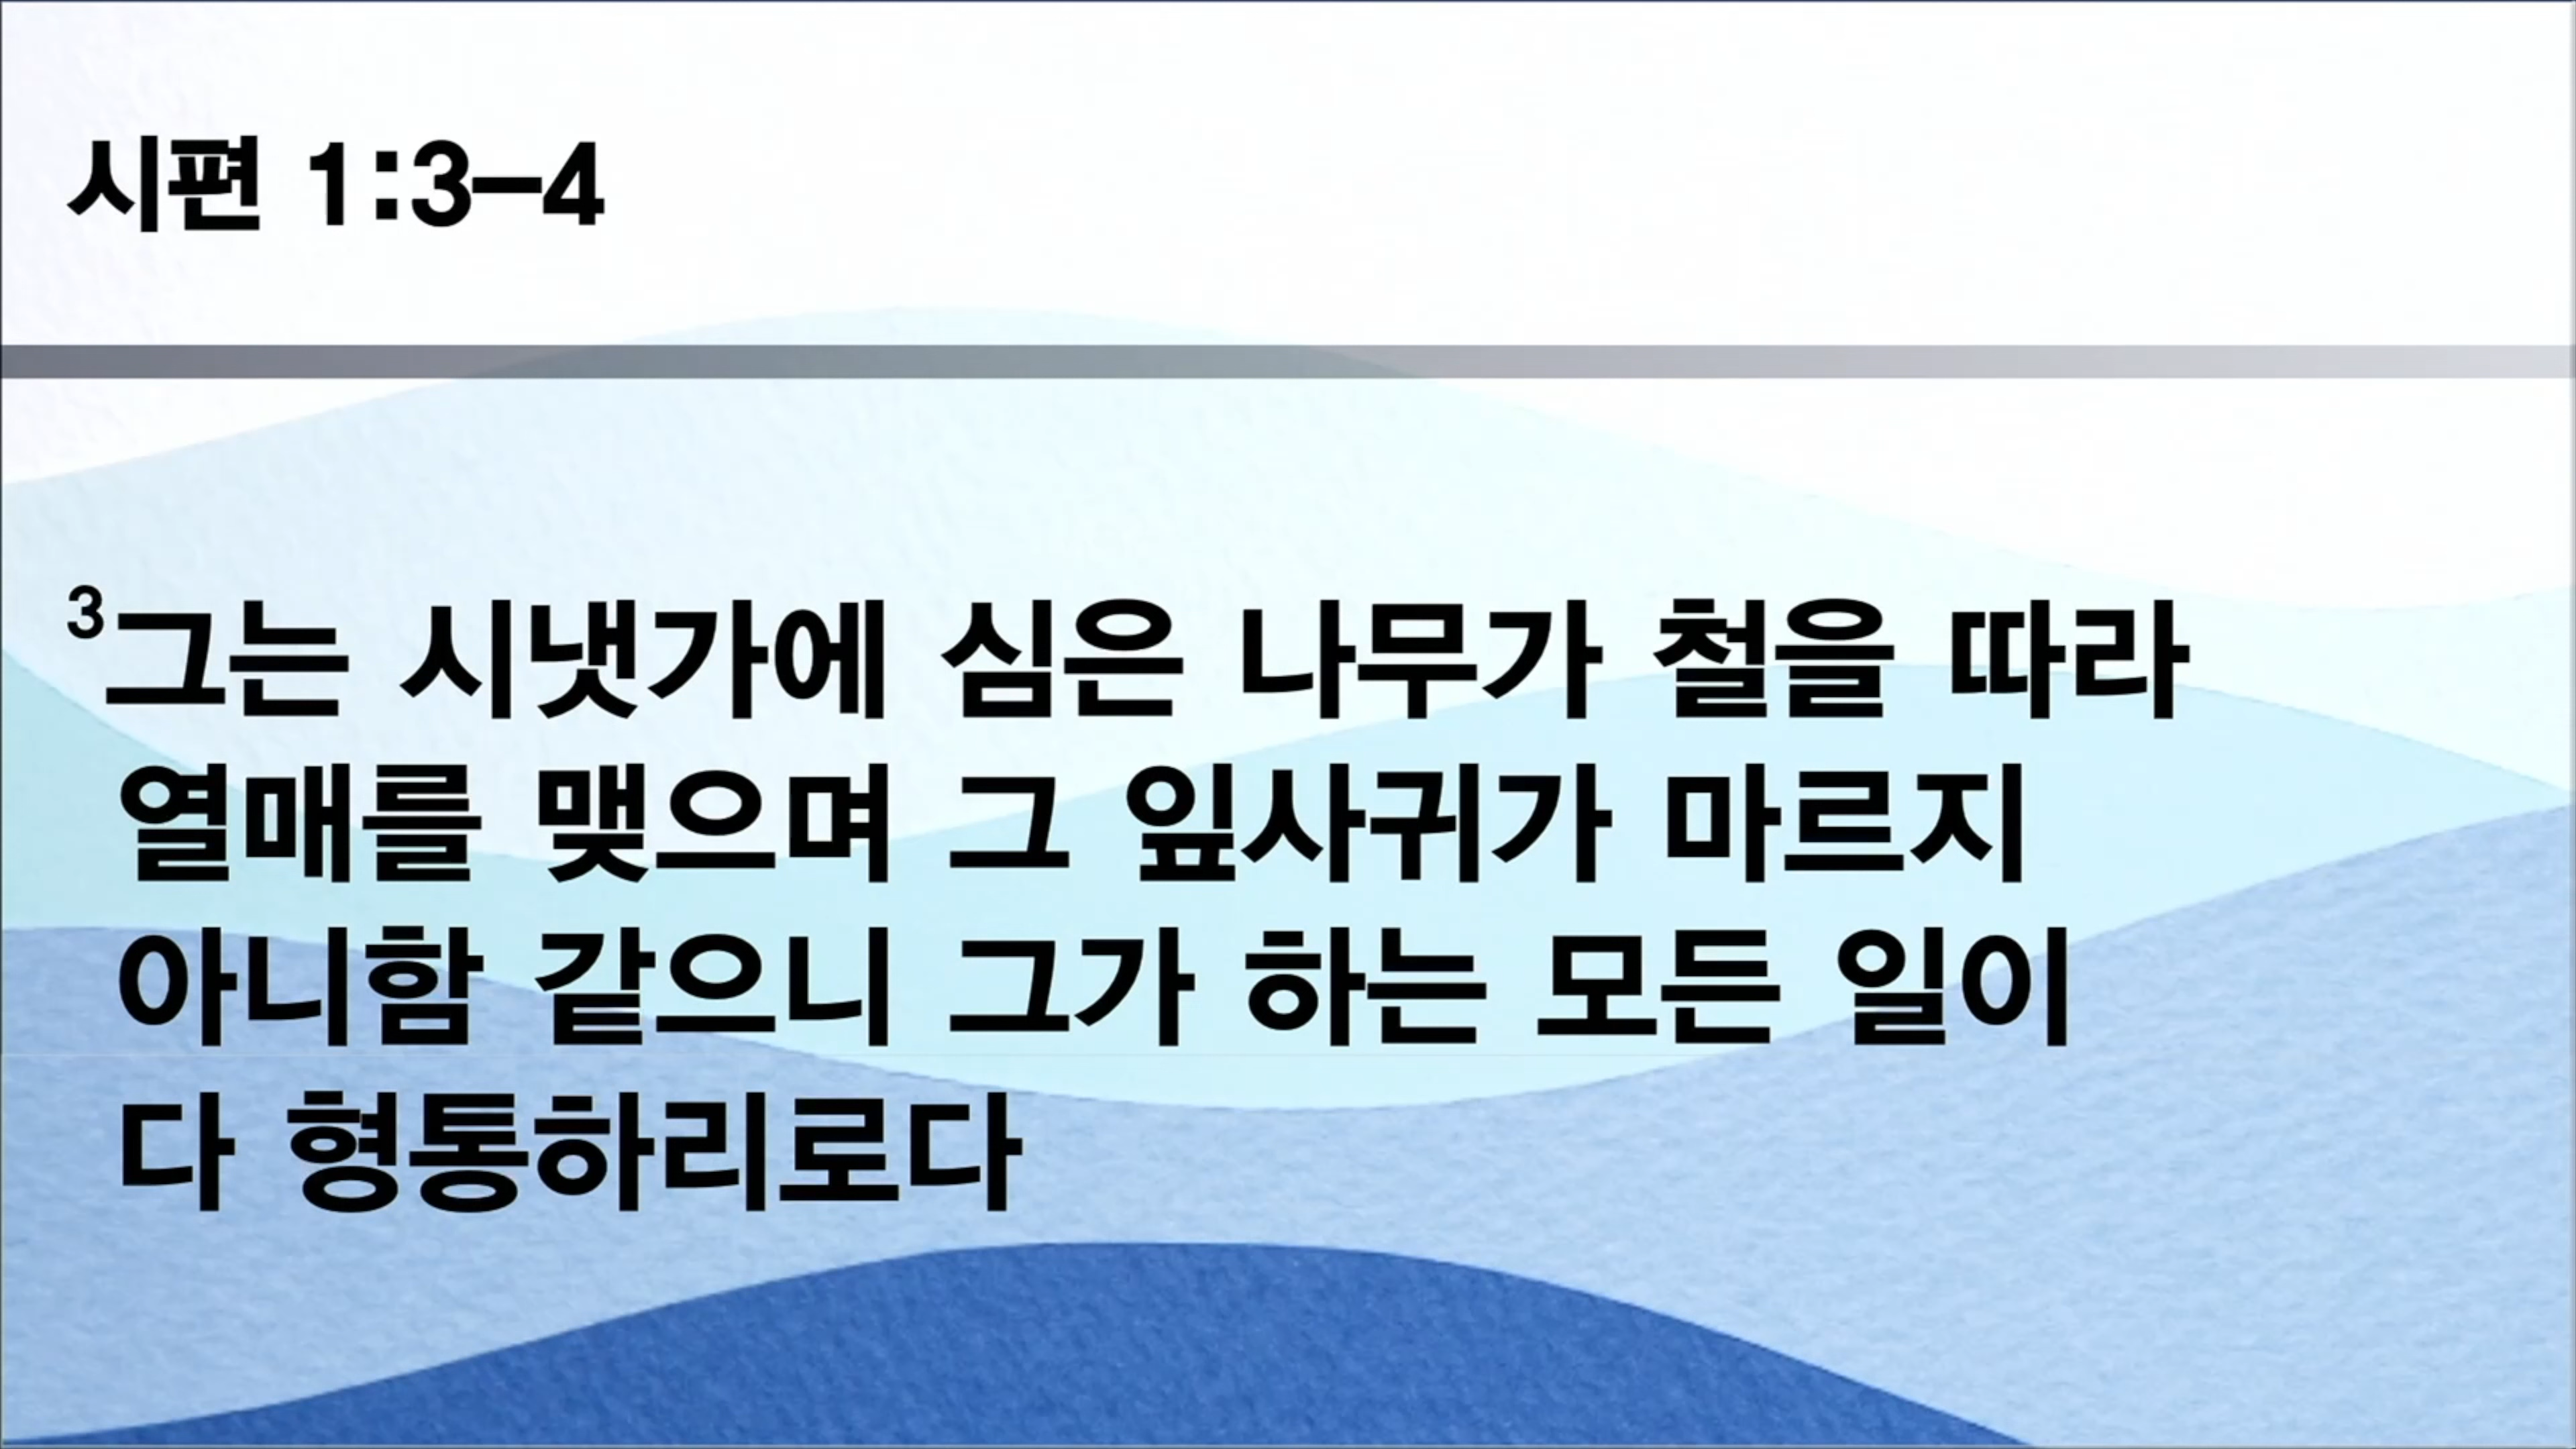 시편 1:3-4
3그는 시냇가에 심은 나무가 철을 따라
열매를 맺으며 그 잎사귀가 마르지
아니함 같으니 그가 하는 모든 일이
다 형통하리로다